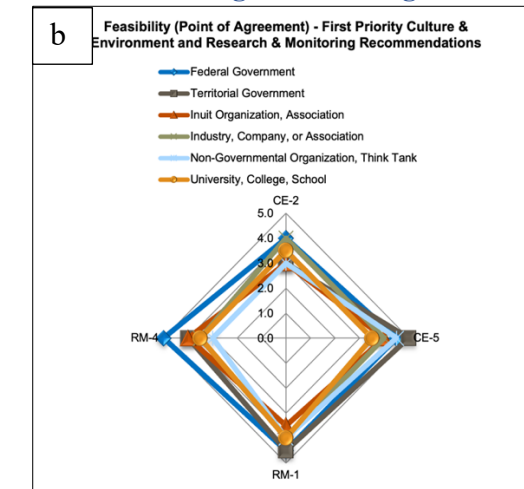 b
Feasibility (Point of Agreement) - First Priority Culture &
Environment and Research & Monitoring Recommendations
Federal Government
Territorial Government
Inuit Organization, Association
Industry, Company, or Association
Non-Governmental Organization, Think Tank
University, College, School
CE-2
5.0
4.0
3.0
2.0
1.0
0.0
RM-4
CE-5
RM-1